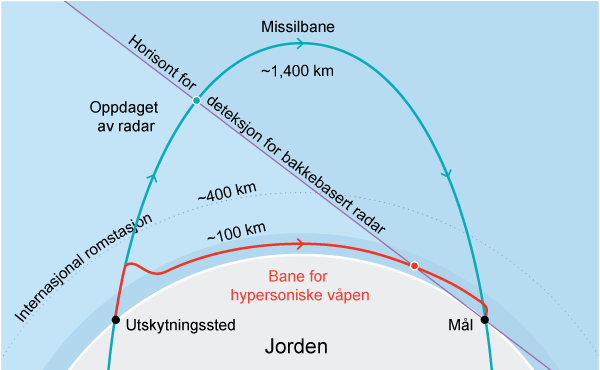 Missilbane
~1,400 km
Horisont for deteksjon for bakkebasert radar
Oppdaget
av radar
~400 km
Internasjonal romstasjon
~100 km
Bane for
hypersoniske våpen
Utskytningssted
Mål
Jorden